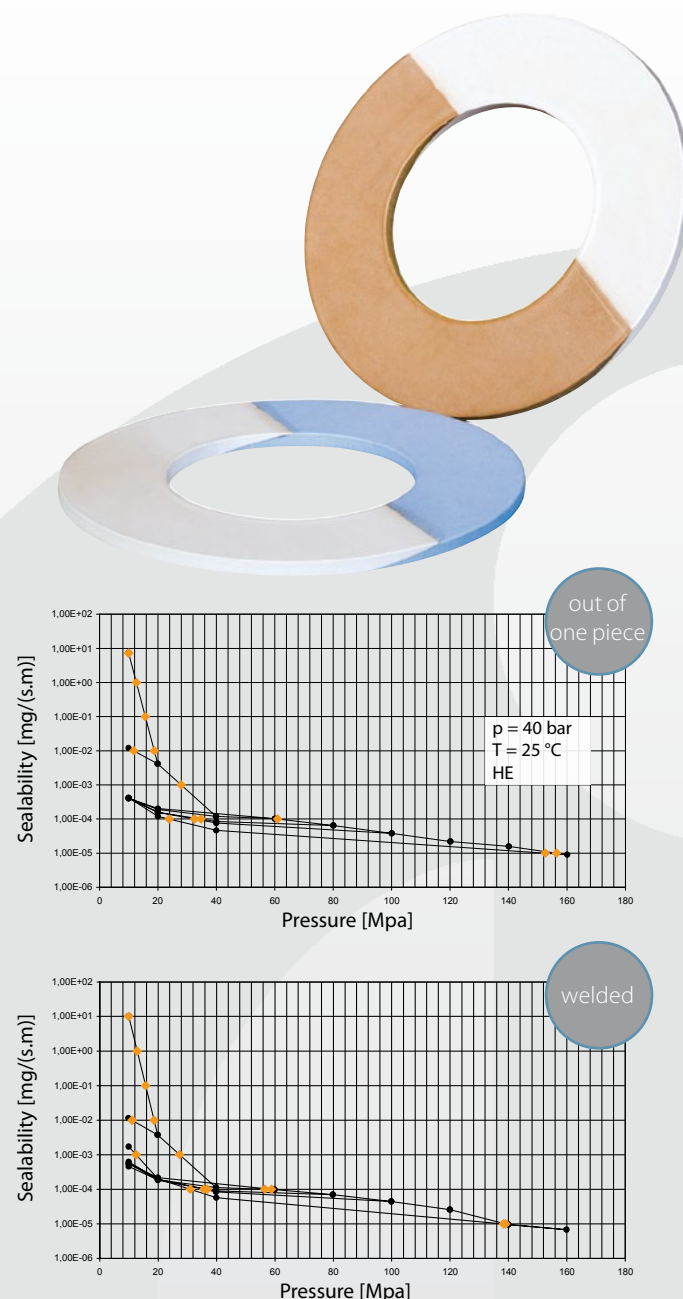 out of
one piece
Sealability [mg/(s.m)]
1,00E+02
1,00E+01
1,00E+00
1,00E-01
1,00E-02
1,00E-03
1,00E-04
1,00E-05
1,00E-06
p = 40 bar
T = 25 °C
HE
0 20 40 60 80 100 120 140 160 180
Pressure [Mpa]
welded
Sealability [mg/(s.m)]
1,00E+02
1,00E+01
1,00E+00
1,00E-01
1,00E-02
1,00E-03
1,00E-04
1,00E-05
1,00E-06
0 20 40 60 80 100 120 140 160 180
Pressure [Mpa]